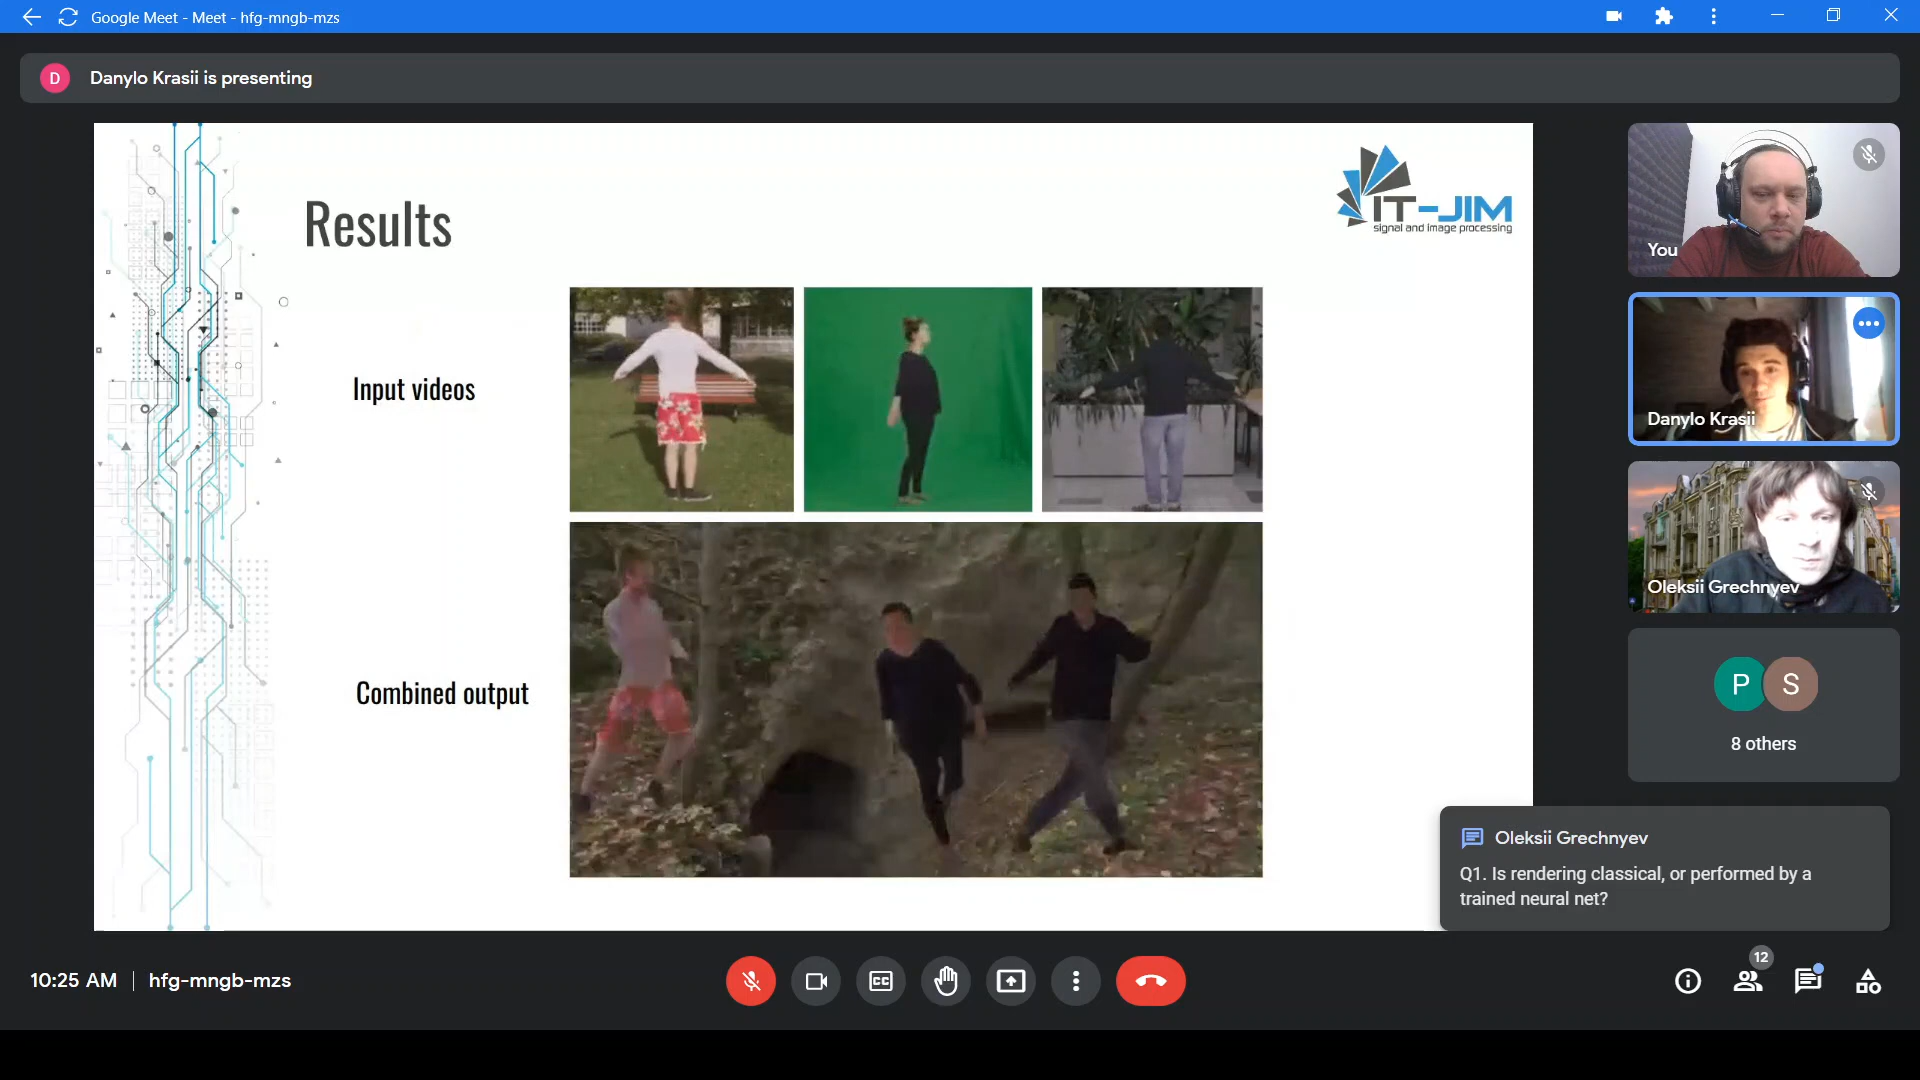 Google Meet - Meet - hfg-mngb-mzs
D Danylo Krasii is presenting
Results
IT-JIM
signal and image processing
Input videos
Combined output
You
Danylo Krasii
Oleksii Grechnyev
P S
8 others
Oleksii Grechnyev
Q1. Is rendering classical, or performed by a
trained neural net?
10:25 AM | hfg-mngb-mzs
CC
12